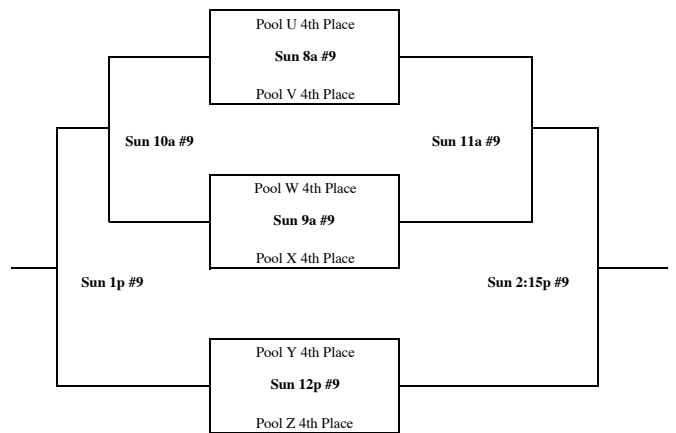 Pool U 4th Place
Sun 8a #9
Pool V 4th Place
Sun 10a #9
Sun 11a #9
Pool W 4th Place
Sun 9a #9
Pool X 4th Place
Sun 1p #9
Sun 2:15p #9
Pool Y 4th Place
Sun 12p #9
Pool Z 4th Place